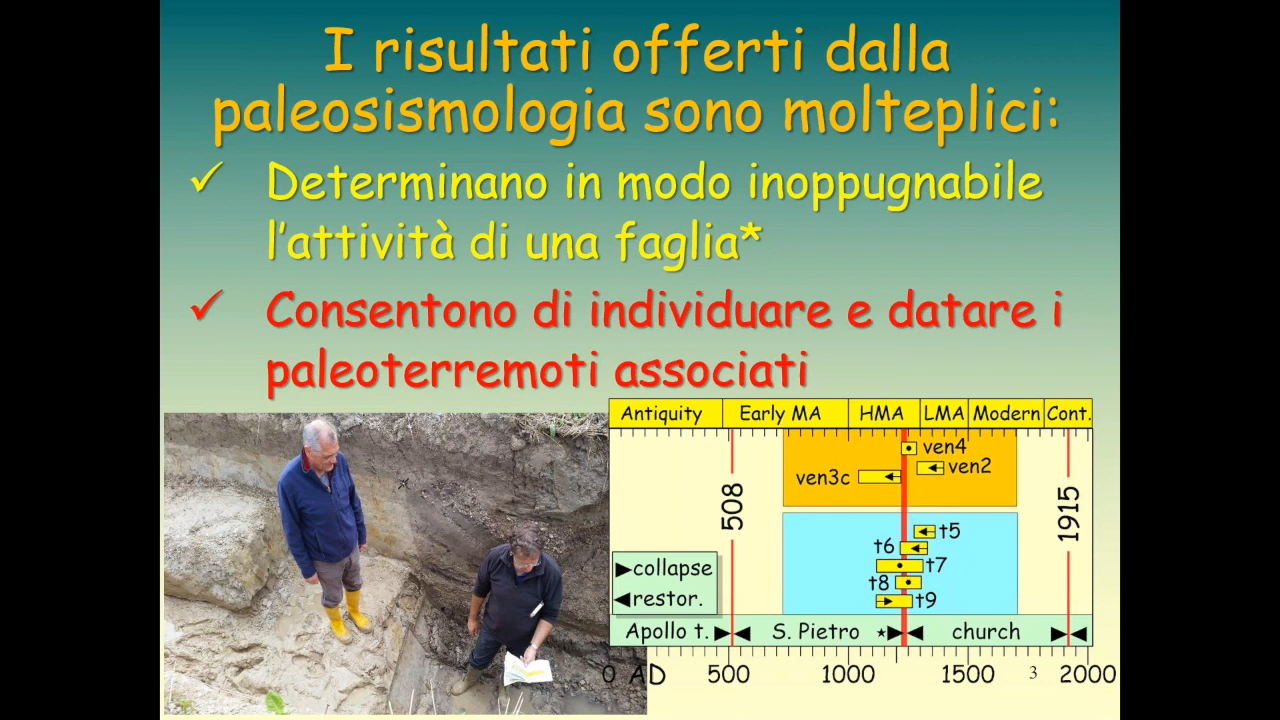 I risultati offerti dalla
paleosismologia sono molteplici:
✓ Determinano in modo inoppugnabile
l'attività di una faglia*
✓ Consentono di individuare e datare i
paleoterremoti associati
Antiquity Early MA HMA LMA Modern Cont.
ven4
ven2
ven3c
508
1915
t5
t6
t7
t8
t9
▶collapse
◀restor.
Apollo t. ▶◀ S. Pietro ★▶◀ church ▶◀
0 AD 500 1000 1500 2000
3